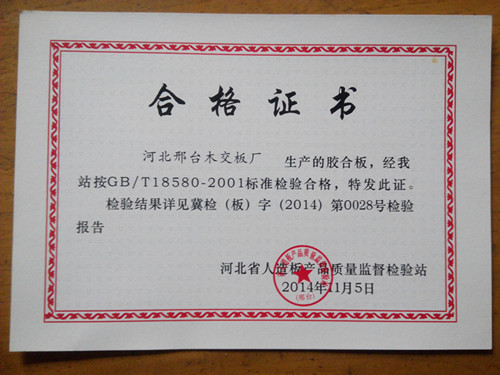 合格证书
河北邢台木交板厂 生产的胶合板，经我
站按GB/T18580-2001标准检验合格，特发此证。
检验结果详见冀检（板）字（2014）第0028号检验
报告
河北省人造板产品质量监督检验站
2014年11月5日
（邢台）